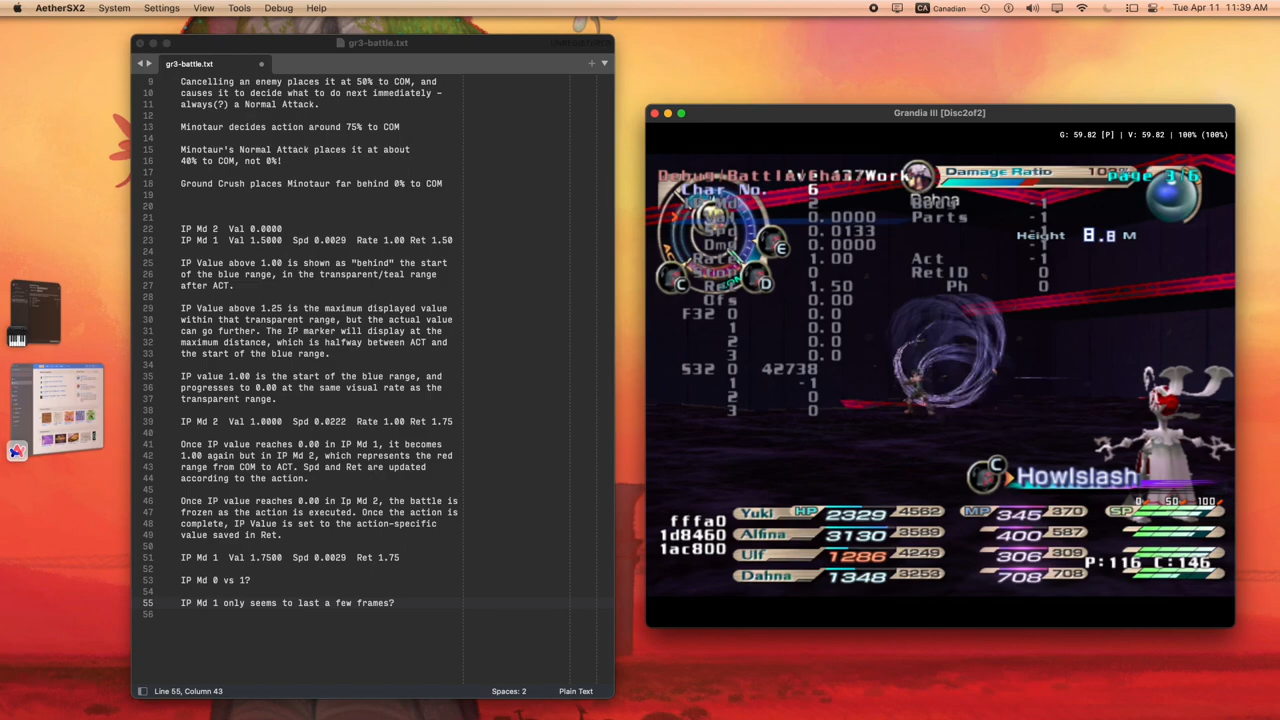 AetherSX2 System Settings View Tools Debug Help
CA Canadian Tue Apr 11 11:39 AM
gr3-battle.txt
gr3-battle.txt
9 Cancelling an enemy places it at 50% to COM, and
10 causes it to decide what to do next immediately -
11 always(?) a Normal Attack.
12
13 Minotaur decides action around 75% to COM
14
15 Minotaur's Normal Attack places it at about
16 40% to COM, not 0%!
17
18 Ground Crush places Minotaur far behind 0% to COM
19
20
21
22 IP Md 2 Val 0.0000
23 IP Md 1 Val 1.5000 Spd 0.0029 Rate 1.00 Ret 1.50
24
25 IP Value above 1.00 is shown as "behind" the start
26 of the blue range, in the transparent/teal range
27 after ACT.
28
29 IP Value above 1.25 is the maximum displayed value
30 within that transparent range, but the actual value
31 can go further. The IP marker will display at the
32 maximum distance, which is halfway between ACT and
33 the start of the blue range.
34
35 IP value 1.00 is the start of the blue range, and
36 progresses to 0.00 at the same visual rate as the
37 transparent range.
38
39 IP Md 2 Val 1.0000 Spd 0.0222 Rate 1.00 Ret 1.75
40
41 Once IP value reaches 0.00 in IP Md 1, it becomes
42 1.00 again but in IP Md 2, which represents the red
43 range from COM to ACT. Spd and Ret are updated
44 according to the action.
45
46 Once IP value reaches 0.00 in Ip Md 2, the battle is
47 frozen as the action is executed. Once the action is
48 complete, IP Value is set to the action-specific
49 value saved in Ret.
50
51 IP Md 1 Val 1.7500 Spd 0.0029 Ret 1.75
52
53 IP Md 0 vs 1?
54
55 IP Md 1 only seems to last a few frames?
56
Line 55, Column 43 Spaces: 2 Plain Text
Grandia III [Disc2of2]
G: 59.82 [P] | V: 59.82 | 100% (100%)
Damage Ratio
Page 3/6
Char No. 6
Dahna
2 -1
0.0000 Parts -1
0.0133
Height 8.8 M
Dmg 0.0000
1.00 Act -1
0 RetID 0
1.50 Ph 0
Ofs 0.00
F32 0 0.0
1 0.0
2 0.0
3 0.0
S32 0 42738
1 -1
2 0
3 0
E
C
D
C Howlslash
0 50 100
fffa0
1d8460
1ac800
Yuki HP 2329 4562 MP 345 370 SP
Alfina 3130 3589 400 587
Ulf 1286 4249 306 309
Dahna 1348 3253 708 708
P:116 C:146